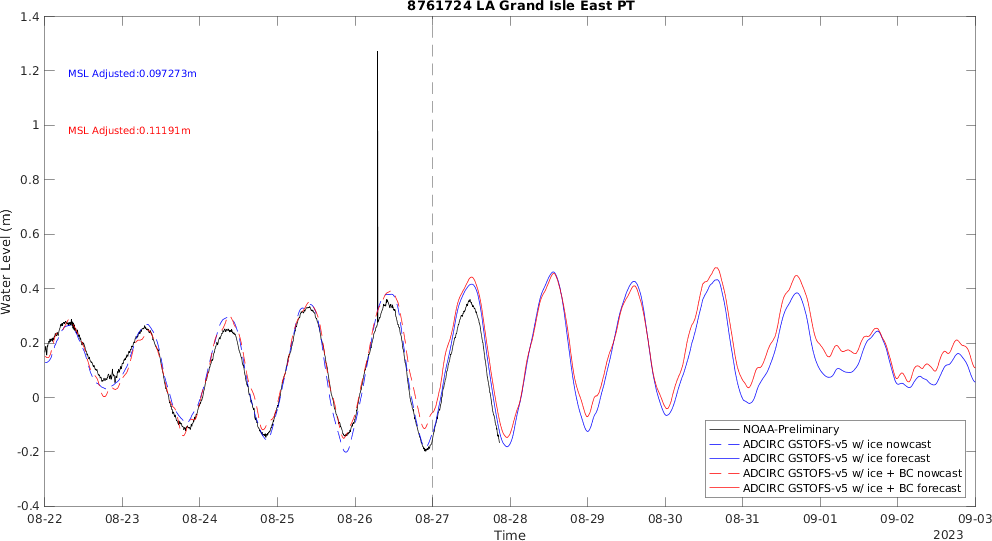 8761724 LA Grand Isle East PT
1.4
1.2
1
0.8
0.6
0.4
0.2
0
-0.2
-0.4
Water Level (m)
MSL Adjusted:0.097273m
MSL Adjusted:0.11191m
NOAA-Preliminary
ADCIRC GSTOFS-v5 w/ ice nowcast
ADCIRC GSTOFS-v5 w/ ice forecast
ADCIRC GSTOFS-v5 w/ ice + BC nowcast
ADCIRC GSTOFS-v5 w/ ice + BC forecast
08-22 08-23 08-24 08-25 08-26 08-27 08-28 08-29 08-30 08-31 09-01 09-02 09-03
Time
2023